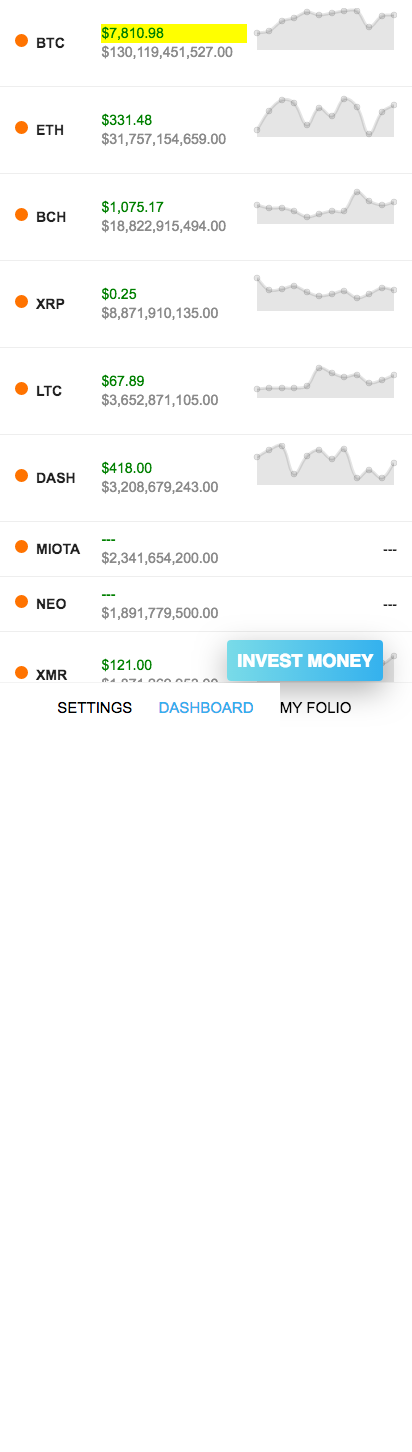 BTC
$7,810.98
$130,119,451,527.00
ETH
$331.48
$31,757,154,659.00
BCH
$1,075.17
$18,822,915,494.00
XRP
$0.25
$8,871,910,135.00
LTC
$67.89
$3,652,871,105.00
DASH
$418.00
$3,208,679,243.00
MIOTA
---
$2,341,654,200.00
---
NEO
---
$1,891,779,500.00
---
XMR
$121.00
INVEST MONEY
SETTINGS DASHBOARD MY FOLIO